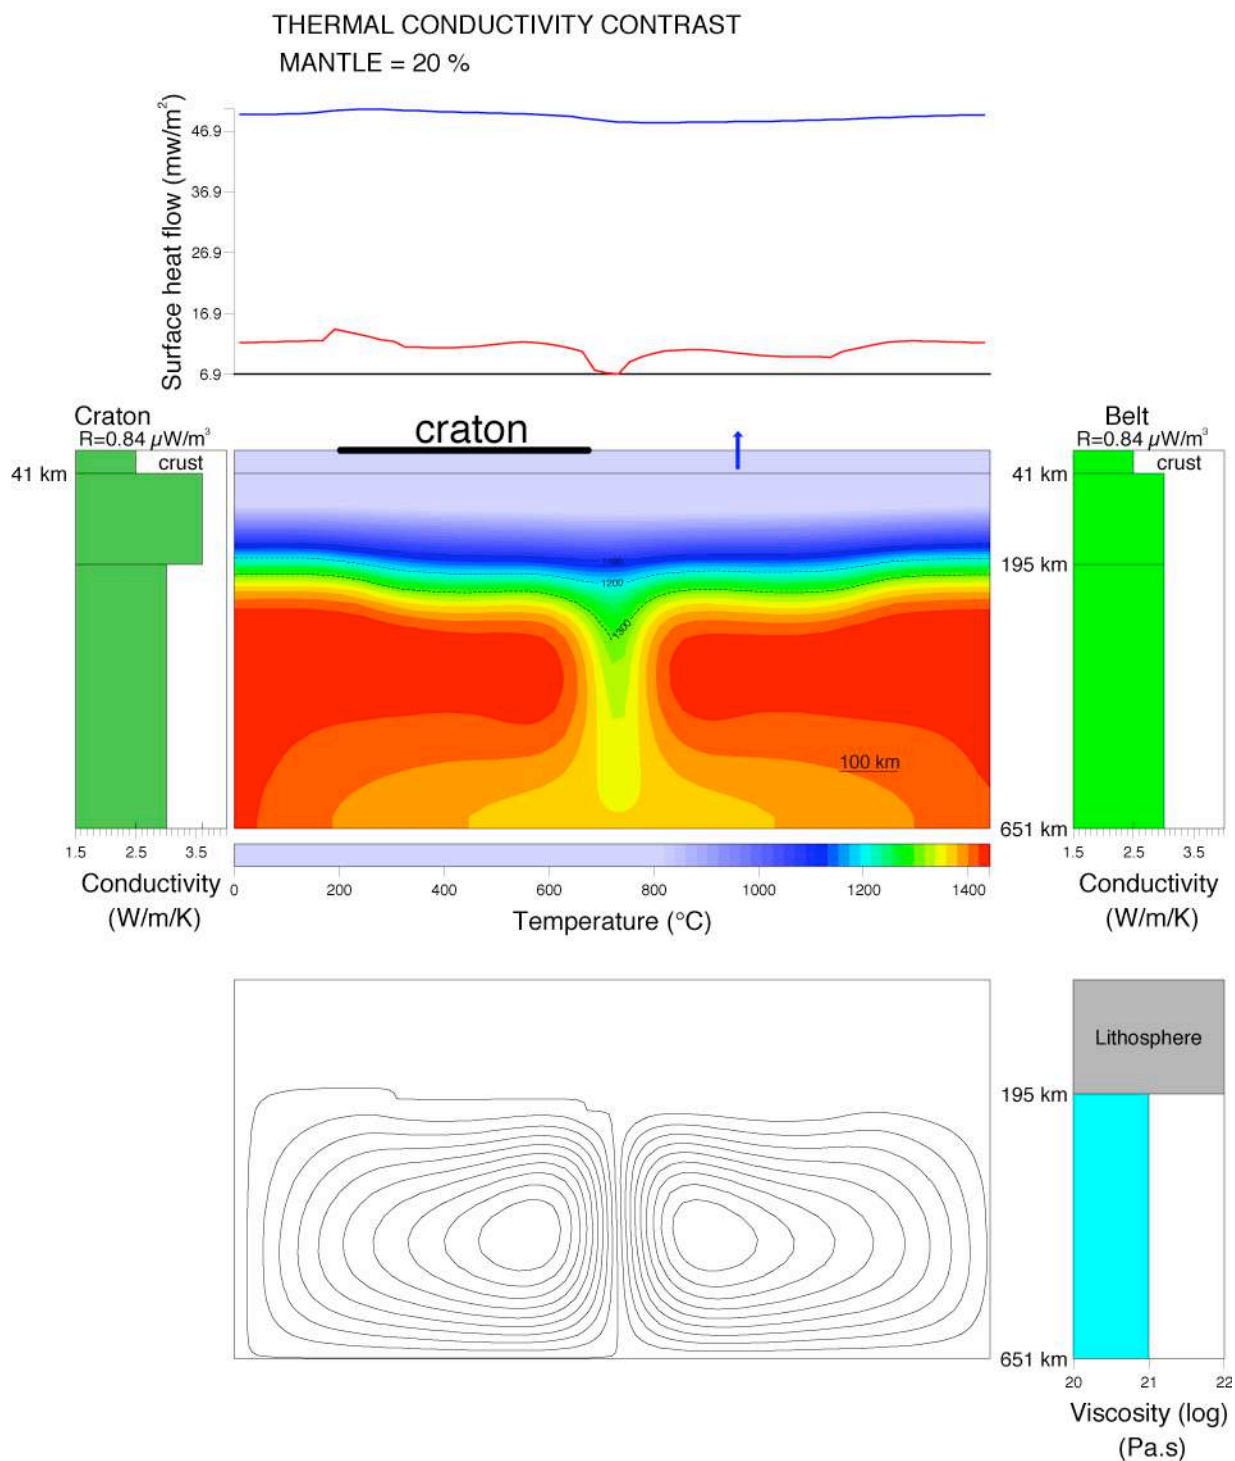 THERMAL CONDUCTIVITY CONTRAST
MANTLE = 20 %
Surface heat flow (mw/m²)
46.9
36.9
26.9
16.9
6.9
Craton
R=0.84 µW/m³
crust
41 km
craton
Belt
R=0.84 µW/m³
crust
41 km
195 km
651 km
1200
1300
100 km
1.5 2.5 3.5
Conductivity
(W/m/K)
0 200 400 600 800 1000 1200 1400
Temperature (°C)
1.5 2.5 3.5
Conductivity
(W/m/K)
Lithosphere
195 km
651 km
20 21 22
Viscosity (log)
(Pa.s)